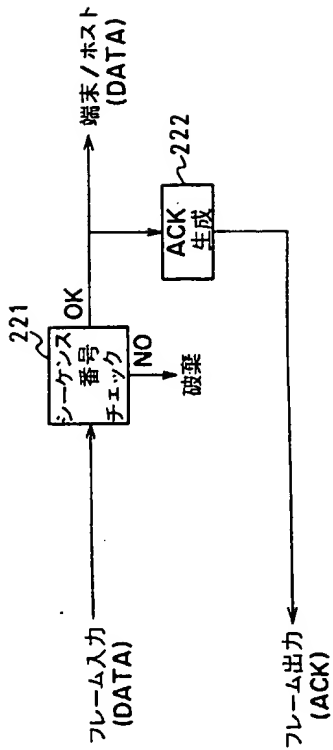 フレーム入力
(DATA)
221
シーケンス
番号
チェック
OK
NO
破棄
端末/ホスト
(DATA)
222
ACK
生成
フレーム出力
(ACK)